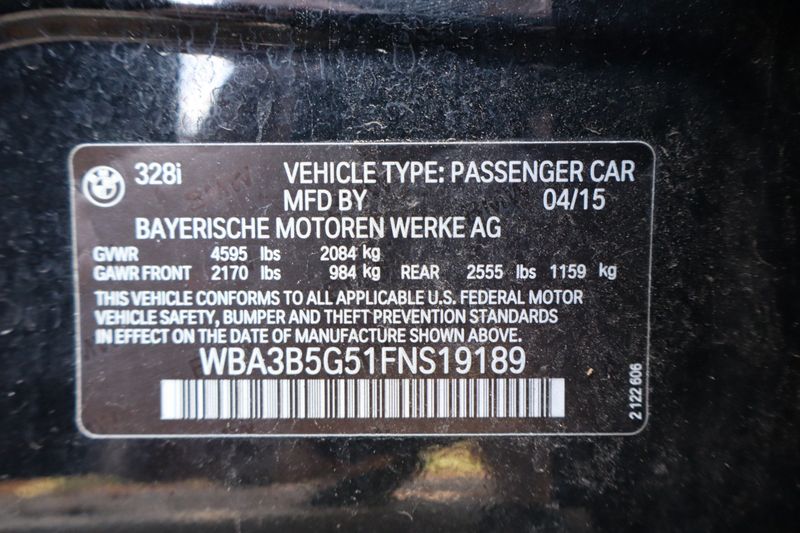 328i VEHICLE TYPE: PASSENGER CAR
MFD BY 04/15
BAYERISCHE MOTOREN WERKE AG
GVWR 4595 lbs 2084 kg
GAWR FRONT 2170 lbs 984 kg REAR 2555 lbs 1159 kg
THIS VEHICLE CONFORMS TO ALL APPLICABLE U.S. FEDERAL MOTOR
VEHICLE SAFETY, BUMPER AND THEFT PREVENTION STANDARDS
IN EFFECT ON THE DATE OF MANUFACTURE SHOWN ABOVE.
WBA3B5G51FNS19189
2 122 606